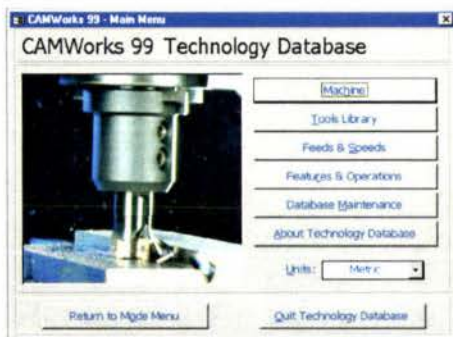 CAMWorks 99 - Main Menu
CAMWorks 99 Technology Database
Machine
Tools Library
Feeds & Speeds
Features & Operations
Database Maintenance
About Technology Database
Units: Metric
Return to Mode Menu
Quit Technology Database